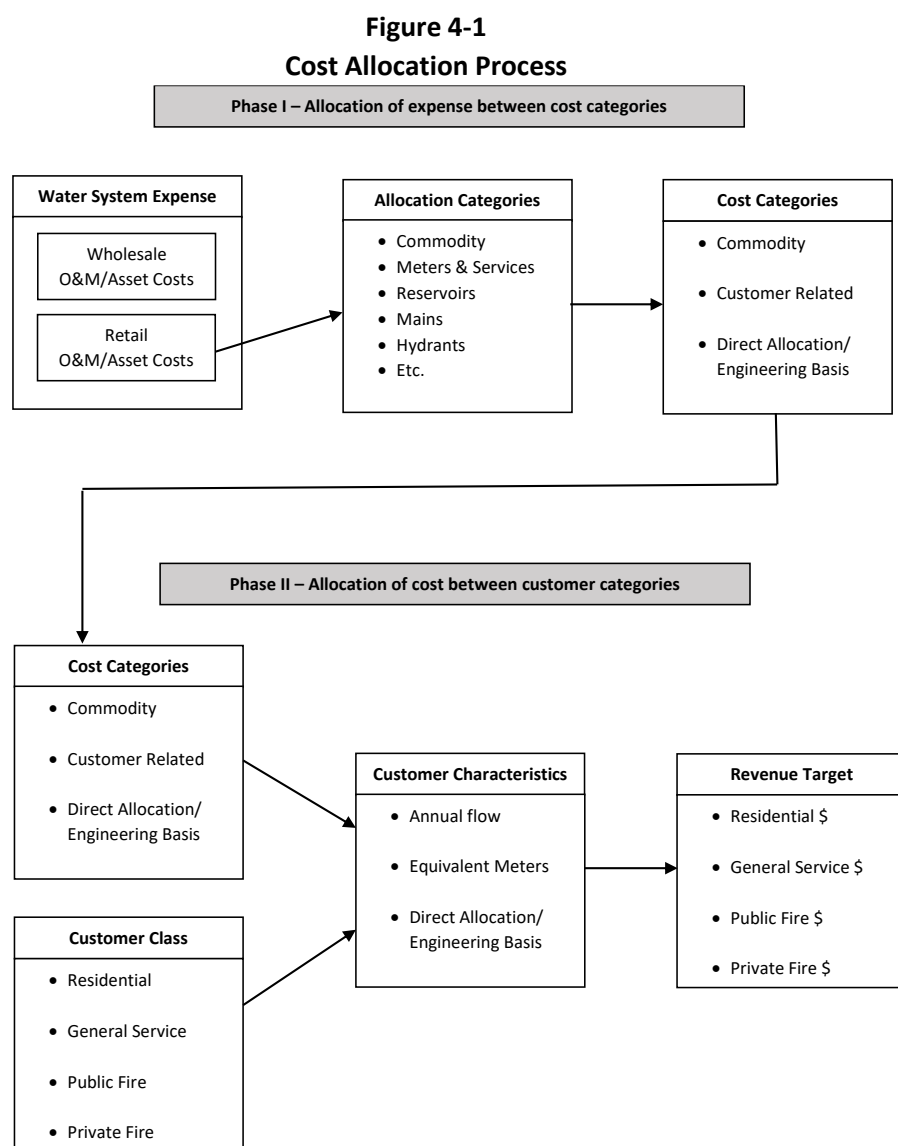 Figure 4-1
Cost Allocation Process
Phase I – Allocation of expense between cost categories
Water System Expense
Wholesale
O&M/Asset Costs
Retail
O&M/Asset Costs
Allocation Categories
• Commodity
• Meters & Services
• Reservoirs
• Mains
• Hydrants
• Etc.
Cost Categories
• Commodity
• Customer Related
• Direct Allocation/
Engineering Basis
Phase II – Allocation of cost between customer categories
Cost Categories
• Commodity
• Customer Related
• Direct Allocation/
Engineering Basis
Customer Class
• Residential
• General Service
• Public Fire
• Private Fire
Customer Characteristics
• Annual flow
• Equivalent Meters
• Direct Allocation/
Engineering Basis
Revenue Target
• Residential $
• General Service $
• Public Fire $
• Private Fire $